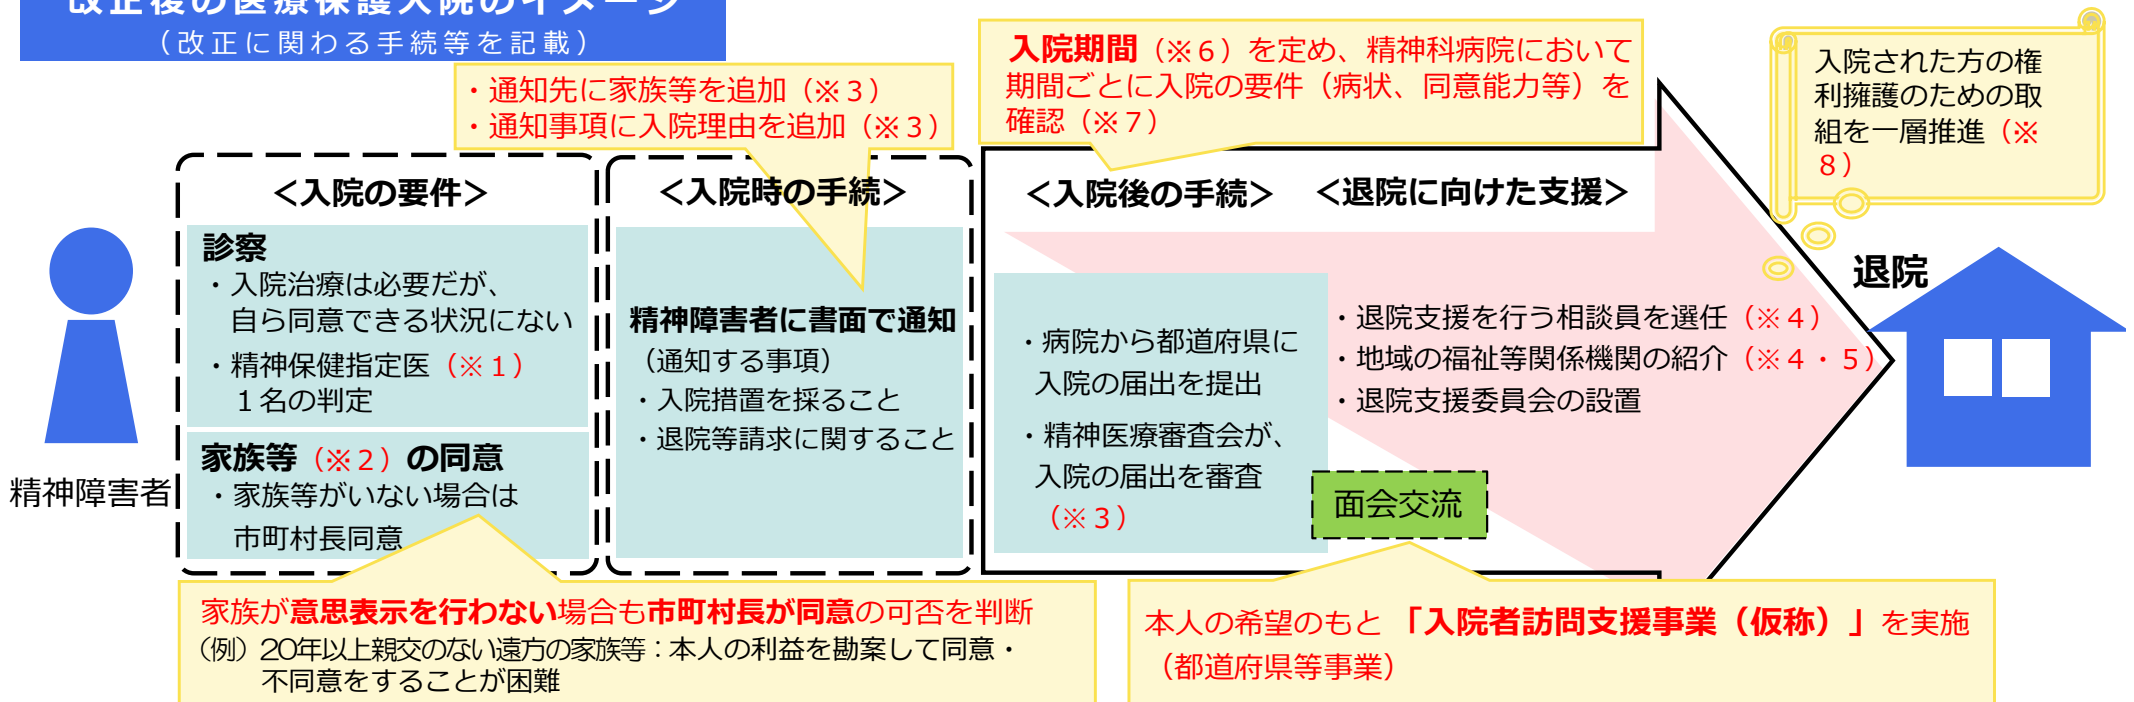 改正後の医療保護入院のイメージ
（改正に関わる手続等を記載）
・通知先に家族等を追加（※３）
・通知事項に入院理由を追加（※３）
入院期間（※６）を定め、精神科病院において
期間ごとに入院の要件（病状、同意能力等）を
確認（※７）
入院された方の権
利擁護のための取
組を一層推進（※
８）
精神障害者
＜入院の要件＞
診察
・入院治療は必要だが、
自ら同意できる状況にない
・精神保健指定医（※１）
１名の判定
家族等（※２）の同意
・家族等がいない場合は
市町村長同意
＜入院時の手続＞
精神障害者に書面で通知
（通知する事項）
・入院措置を採ること
・退院等請求に関すること
＜入院後の手続＞
・病院から都道府県に
入院の届出を提出
・精神医療審査会が、
入院の届出を審査
（※３）
＜退院に向けた支援＞
・退院支援を行う相談員を選任（※４）
・地域の福祉等関係機関の紹介（※４・５）
・退院支援委員会の設置
面会交流
退院
家族が意思表示を行わない場合も市町村長が同意の可否を判断
（例）20年以上親交のない遠方の家族等：本人の利益を勘案して同意・
不同意をすることが困難
本人の希望のもと「入院者訪問支援事業（仮称）」を実施
（都道府県等事業）